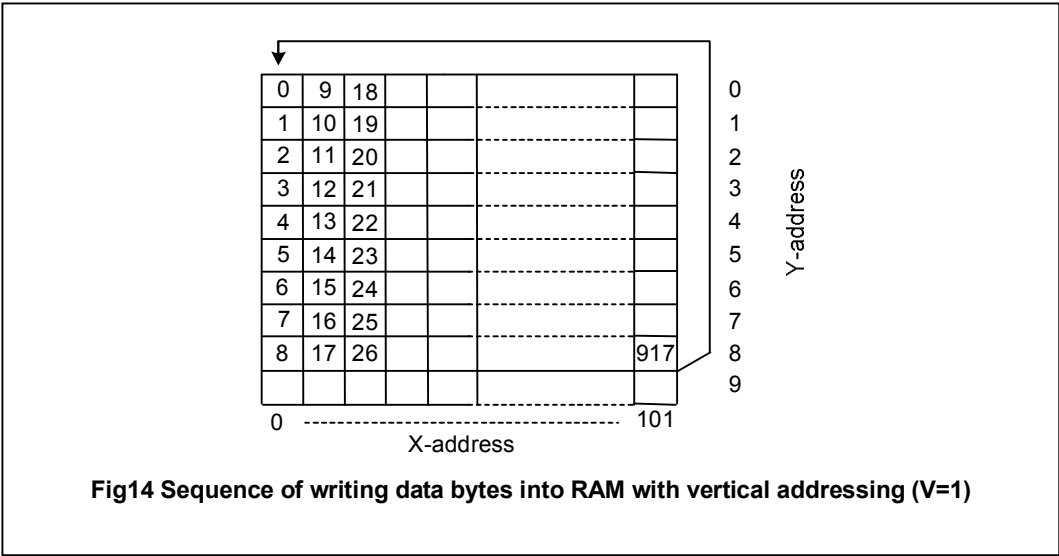 0 9 18 0
1 10 19 1
2 11 20 2
3 12 21 3
4 13 22 4
5 14 23 5
6 15 24 6
7 16 25 7
8 17 26 917 8
9
Y-address
0 101
X-address
Fig14 Sequence of writing data bytes into RAM with vertical addressing (V=1)